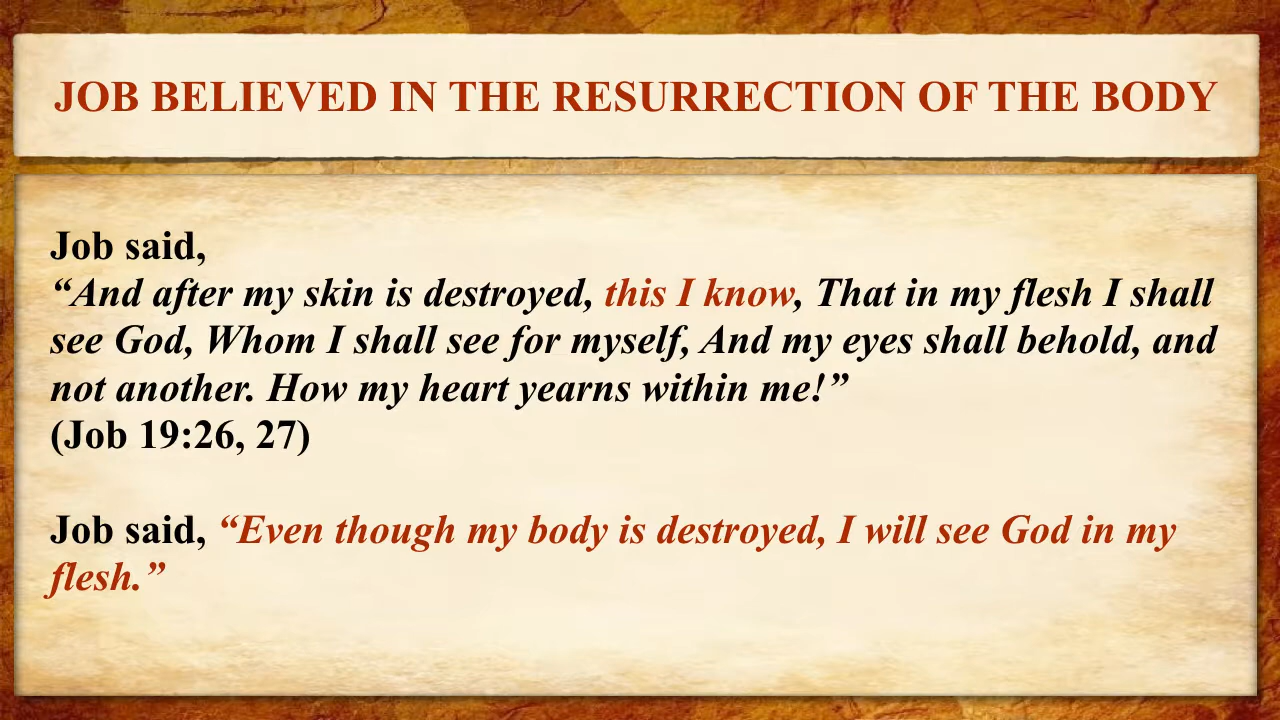 JOB BELIEVED IN THE RESURRECTION OF THE BODY
Job said,
“And after my skin is destroyed, this I know, That in my flesh I shall
see God, Whom I shall see for myself, And my eyes shall behold, and
not another. How my heart yearns within me!”
(Job 19:26, 27)
Job said, “Even though my body is destroyed, I will see God in my
flesh.”